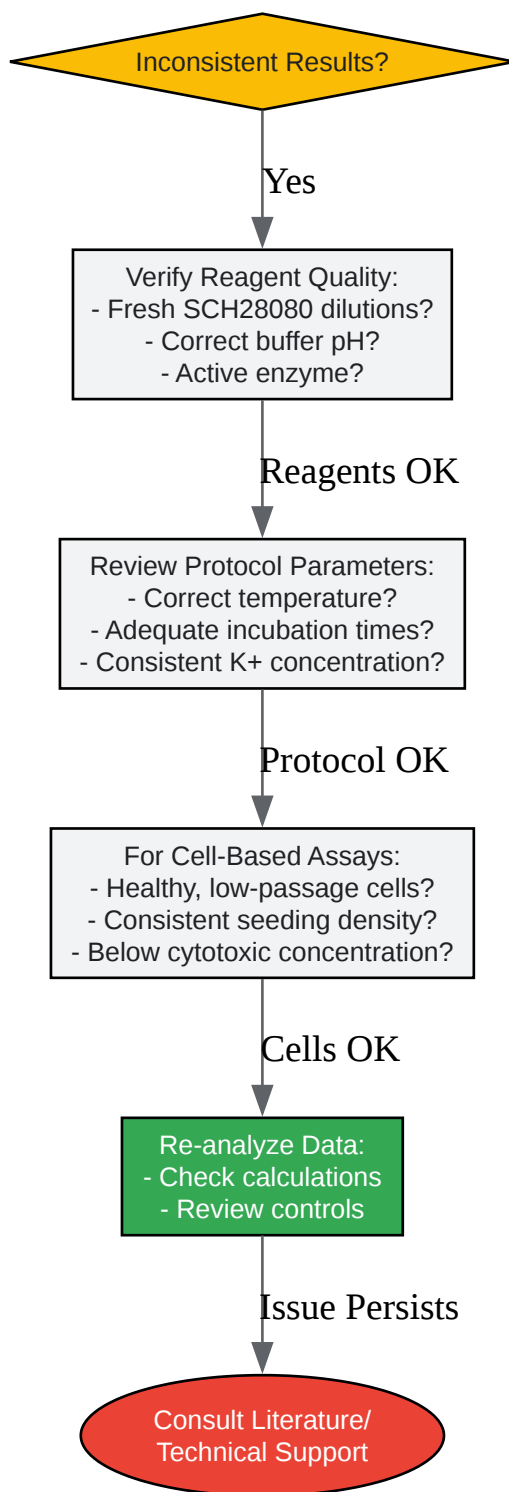 Inconsistent Results?
Yes
Verify Reagent Quality:
- Fresh SCH28080 dilutions?
- Correct buffer pH?
- Active enzyme?
Reagents OK
Review Protocol Parameters:
- Correct temperature?
- Adequate incubation times?
- Consistent K+ concentration?
Protocol OK
For Cell-Based Assays:
- Healthy, low-passage cells?
- Consistent seeding density?
- Below cytotoxic concentration?
Cells OK
Re-analyze Data:
- Check calculations
- Review controls
Issue Persists
Consult Literature/
Technical Support